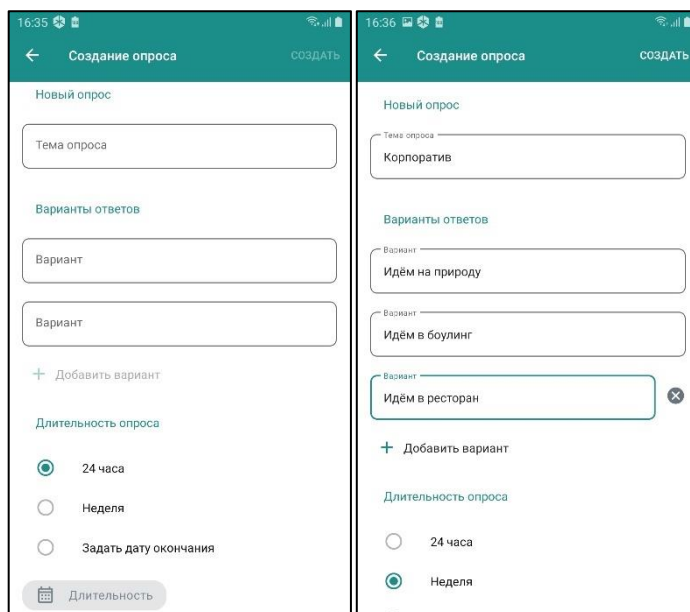 16:35
Создание опроса СОЗДАТЬ
Новый опрос
Тема опроса
Варианты ответов
Вариант
Вариант
+ Добавить вариант
Длительность опроса
24 часа
Неделя
Задать дату окончания
Длительность
16:36
Создание опроса СОЗДАТЬ
Новый опрос
Тема опроса
Корпоратив
Варианты ответов
Вариант
Идём на природу
Вариант
Идём в боулинг
Вариант
Идём в ресторан
+ Добавить вариант
Длительность опроса
24 часа
Неделя